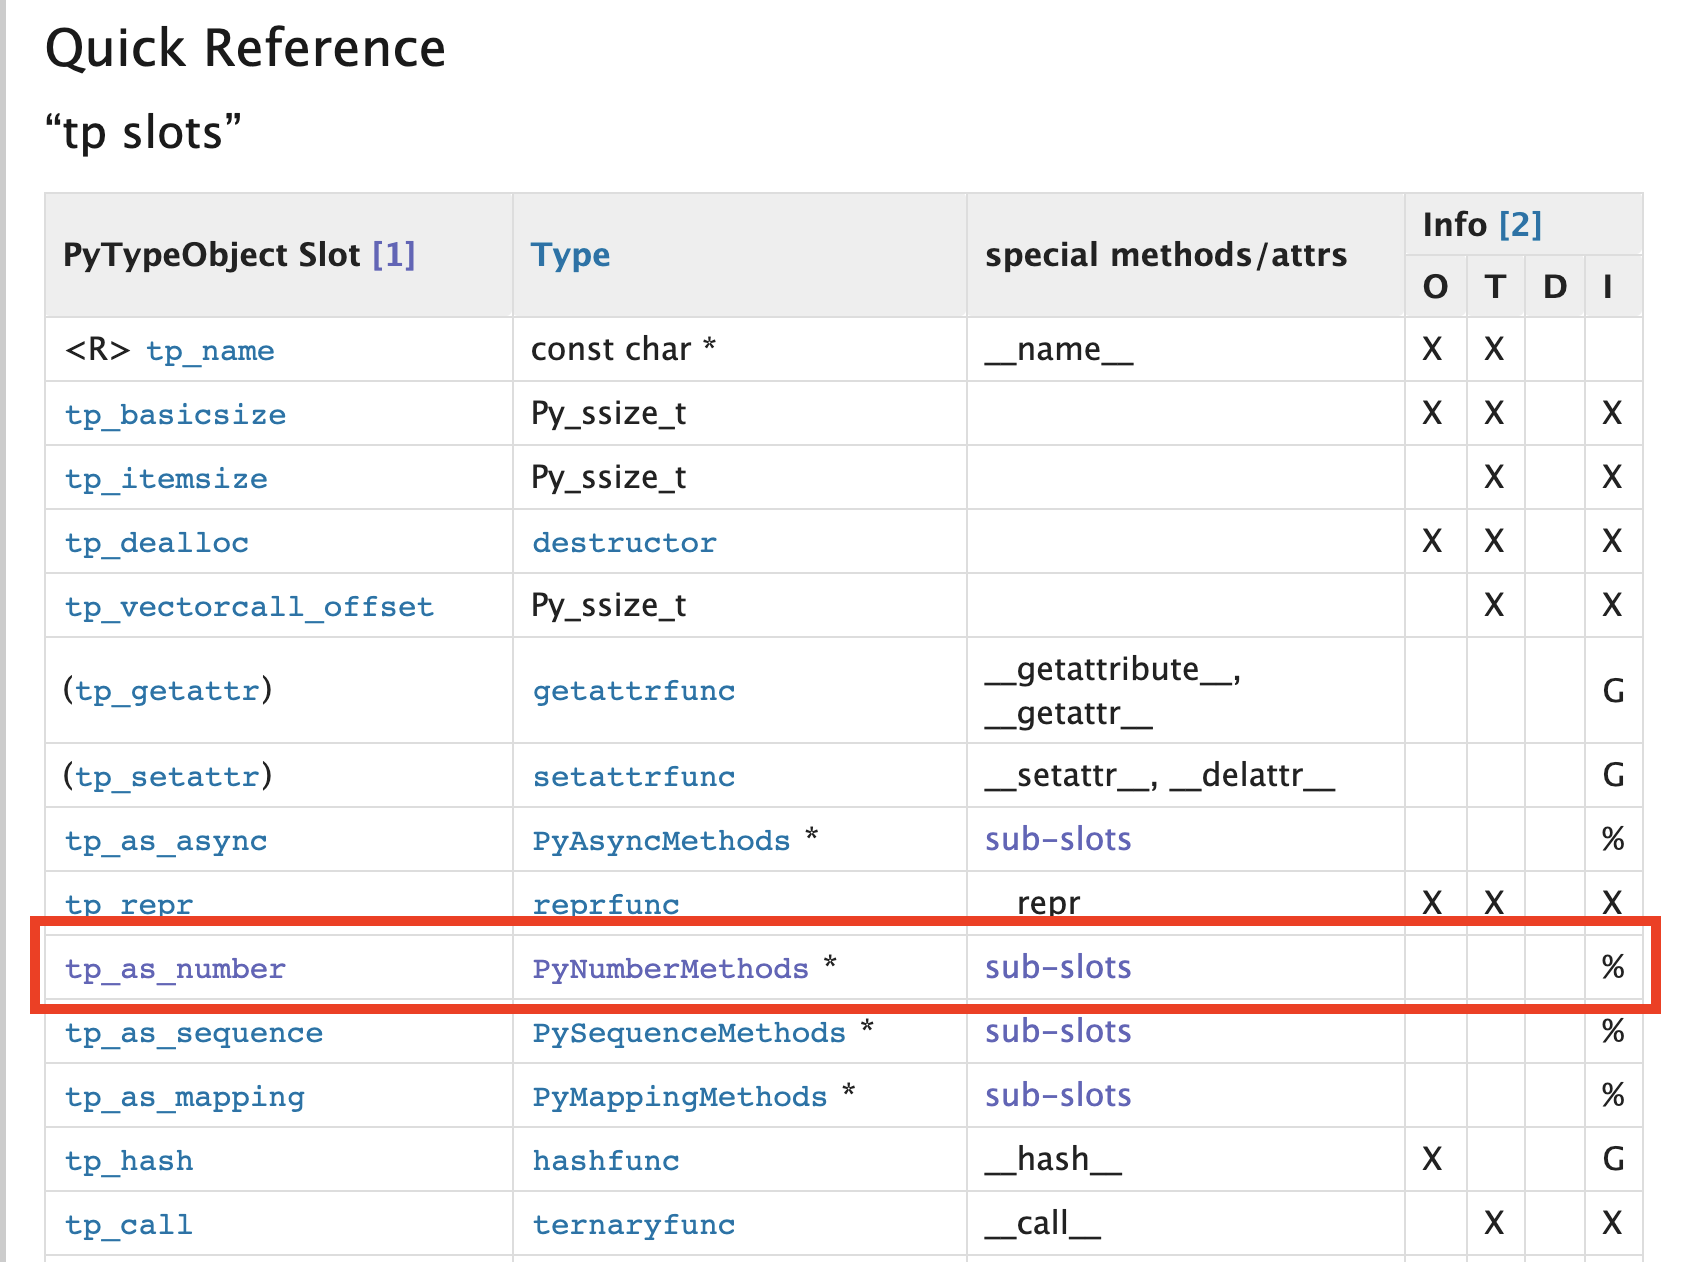 Quick Reference
“tp slots”
PyTypeObject Slot [1] Type special methods/attrs Info [2]
O T D I
<R> tp_name const char * __name__ X X
tp_basicsize Py_ssize_t X X X
tp_itemsize Py_ssize_t X X
tp_dealloc destructor X X X
tp_vectorcall_offset Py_ssize_t X X
(tp_getattr) getattrfunc __getattribute__, G
__getattr__
(tp_setattr) setattrfunc __setattr__, __delattr__ G
tp_as_async PyAsyncMethods * sub-slots %
tp_repr reprfunc __repr__ X X X
tp_as_number PyNumberMethods * sub-slots %
tp_as_sequence PySequenceMethods * sub-slots %
tp_as_mapping PyMappingMethods * sub-slots %
tp_hash hashfunc __hash__ X G
tp_call ternaryfunc __call__ X X